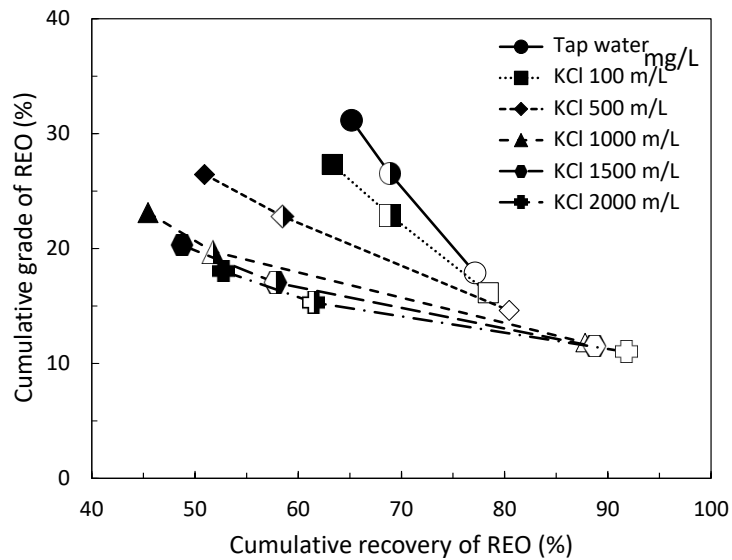 40
30
20
10
0
Cumulative grade of REO (%)
Tap water
mg/L
KCl 100 m/L
KCl 500 m/L
KCl 1000 m/L
KCl 1500 m/L
KCl 2000 m/L
40 50 60 70 80 90 100
Cumulative recovery of REO (%)